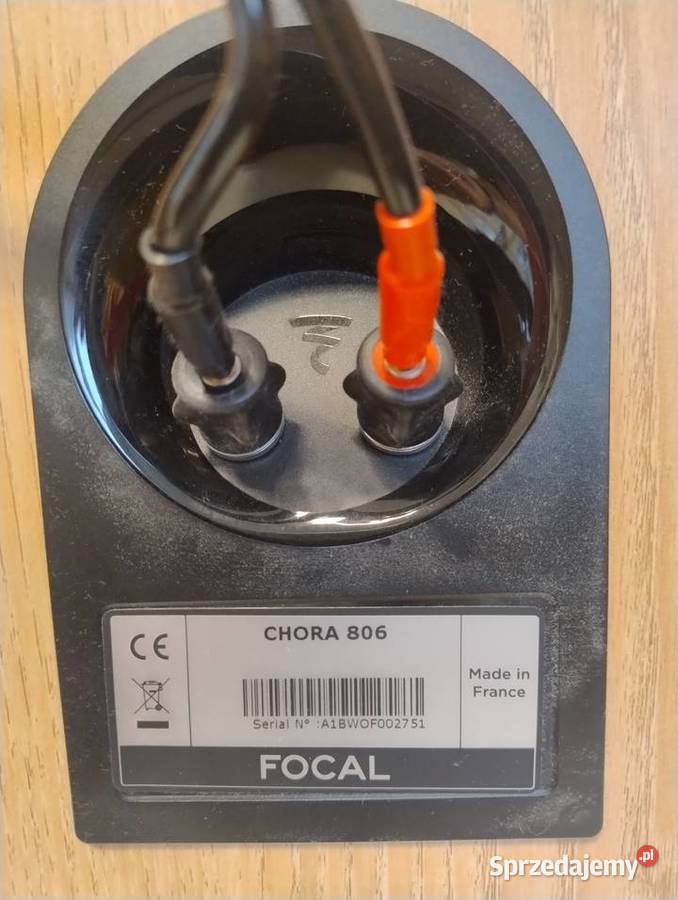 CE
CHORA 806
Made in
France
Serial N° :A1BWOF002751
FOCAL
Sprzedajemy.pl